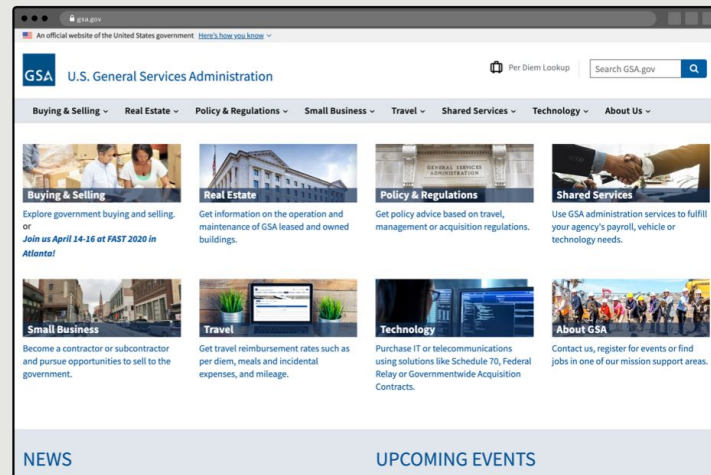 gsa.gov
An official website of the United States government Here's how you know
GSA
U.S. General Services Administration
Per Diem Lookup
Search GSA.gov
Buying & Selling Real Estate Policy & Regulations Small Business Travel Shared Services Technology About Us
Buying & Selling
Explore government buying and selling.
or
Join us April 14-16 at FAST 2020 in
Atlanta!
Real Estate
Get information on the operation and
maintenance of GSA leased and owned
buildings.
GENERAL SERVICES
ADMINISTRATION
Policy & Regulations
Get policy advice based on travel,
management or acquisition regulations.
Shared Services
Use GSA administration services to fulfill
your agency's payroll, vehicle or
technology needs.
Small Business
Become a contractor or subcontractor
and pursue opportunities to sell to the
government.
Travel
Get travel reimbursement rates such as
per diem, meals and incidental
expenses, and mileage.
Technology
Purchase IT or telecommunications
using solutions like Schedule 70, Federal
Relay or Governmentwide Acquisition
Contracts.
About GSA
Contact us, register for events or find
jobs in one of our mission support areas.
NEWS
UPCOMING EVENTS